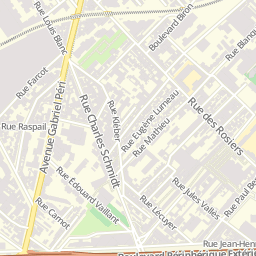 Rue Louis Blanc
Boulevard Biron
Rue Blanqui
Rue Farcot
Avenue Gabriel Péri
Rue Kléber
Rue Charles Schmidt
Rue Eugène Lumeau
Rue Mathieu
Rue des Rosiers
Rue Raspail
Rue Édouard Vaillant
Rue Carnot
Rue Lécuyer
Rue Jules Vallès
Rue Paul
Rue Jean-Henri
Boulevard Périphérique